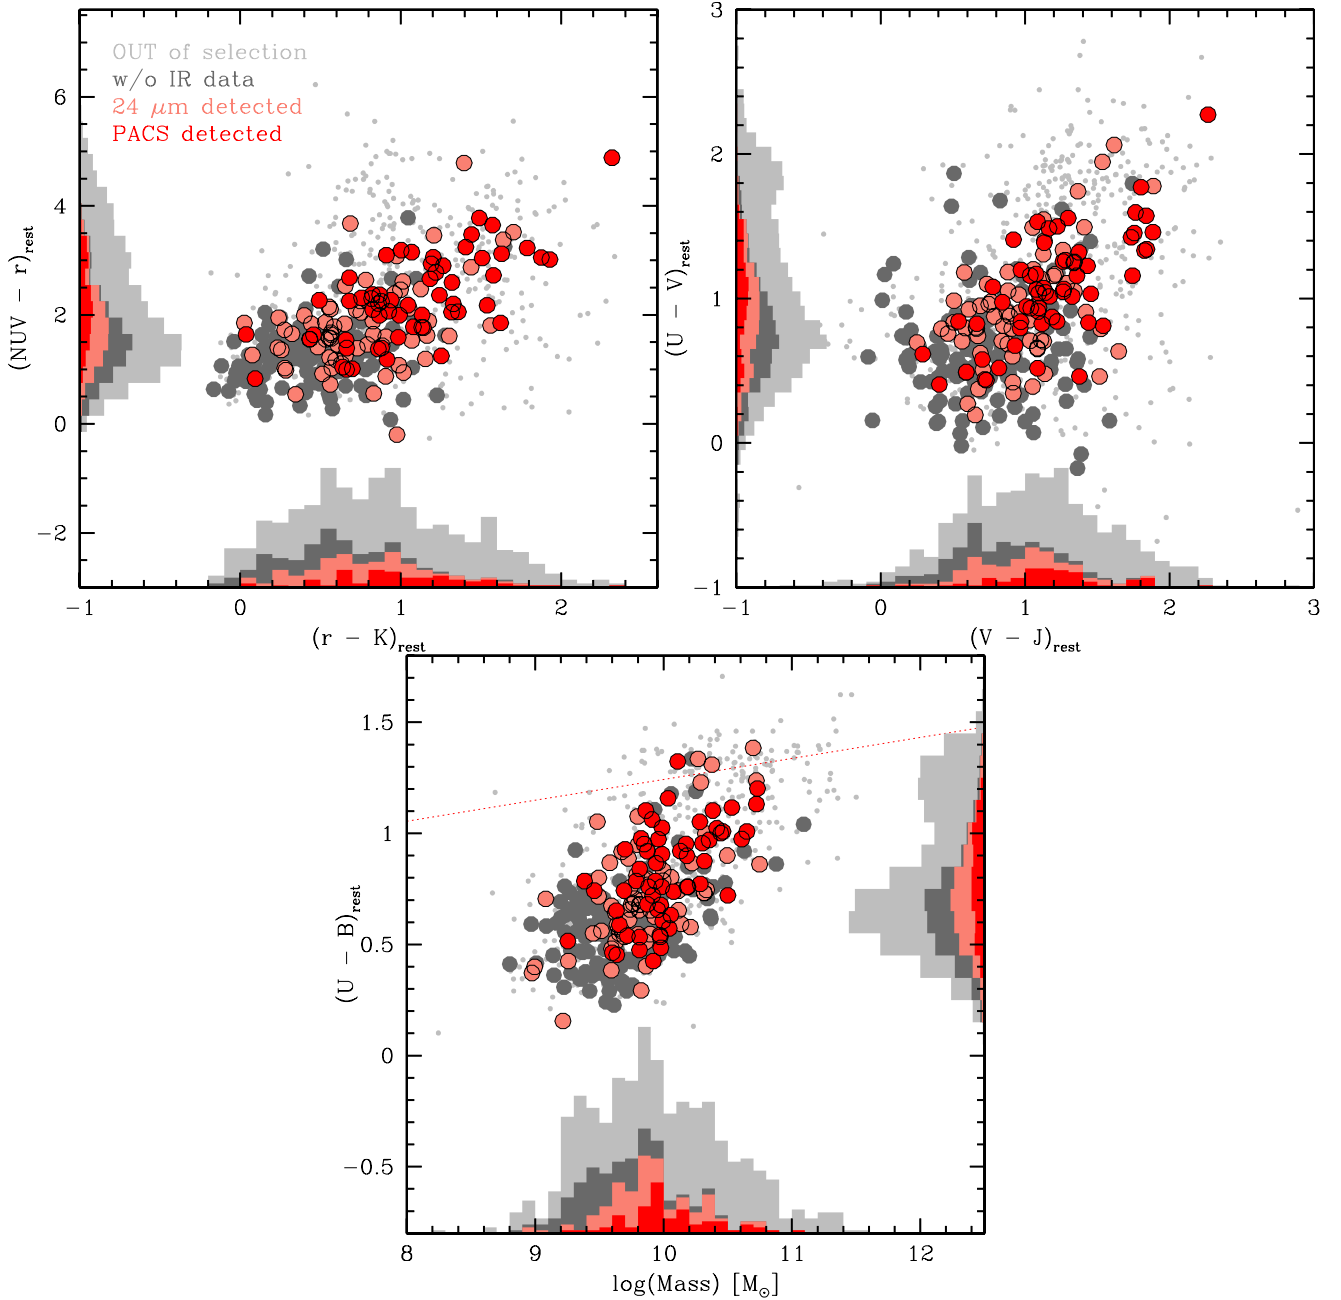 OUT of selection
w/o IR data
24 μm detected
PACS detected
6
4
2
0
−2
(NUV − r)rest
−1
0
1
2
(r − K)rest
3
2
1
0
−1
(U − V)rest
−1
0
1
2
3
(V − J)rest
1.5
1
0.5
0
−0.5
(U − B)rest
8
9
10
11
12
log(Mass) [M⊙]